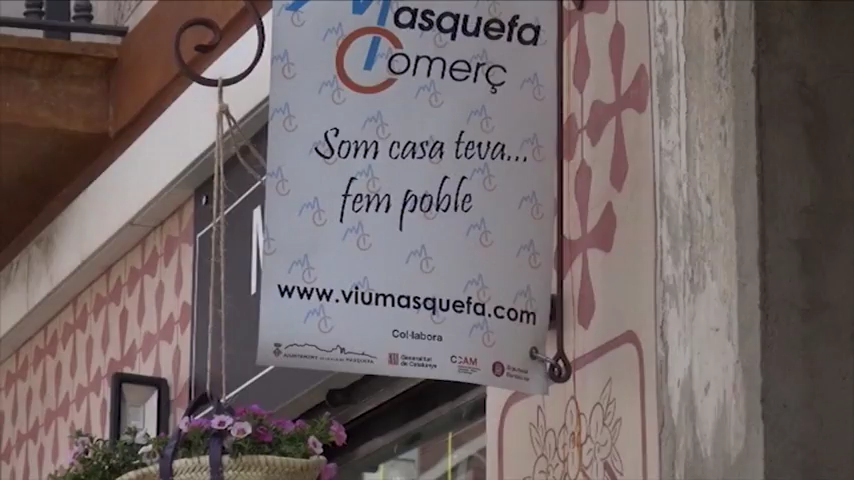 Masquefa
Comerç
Som casa teva...
fem poble
www.viumasquefa.com
Col·labora
Generalitat
de Catalunya